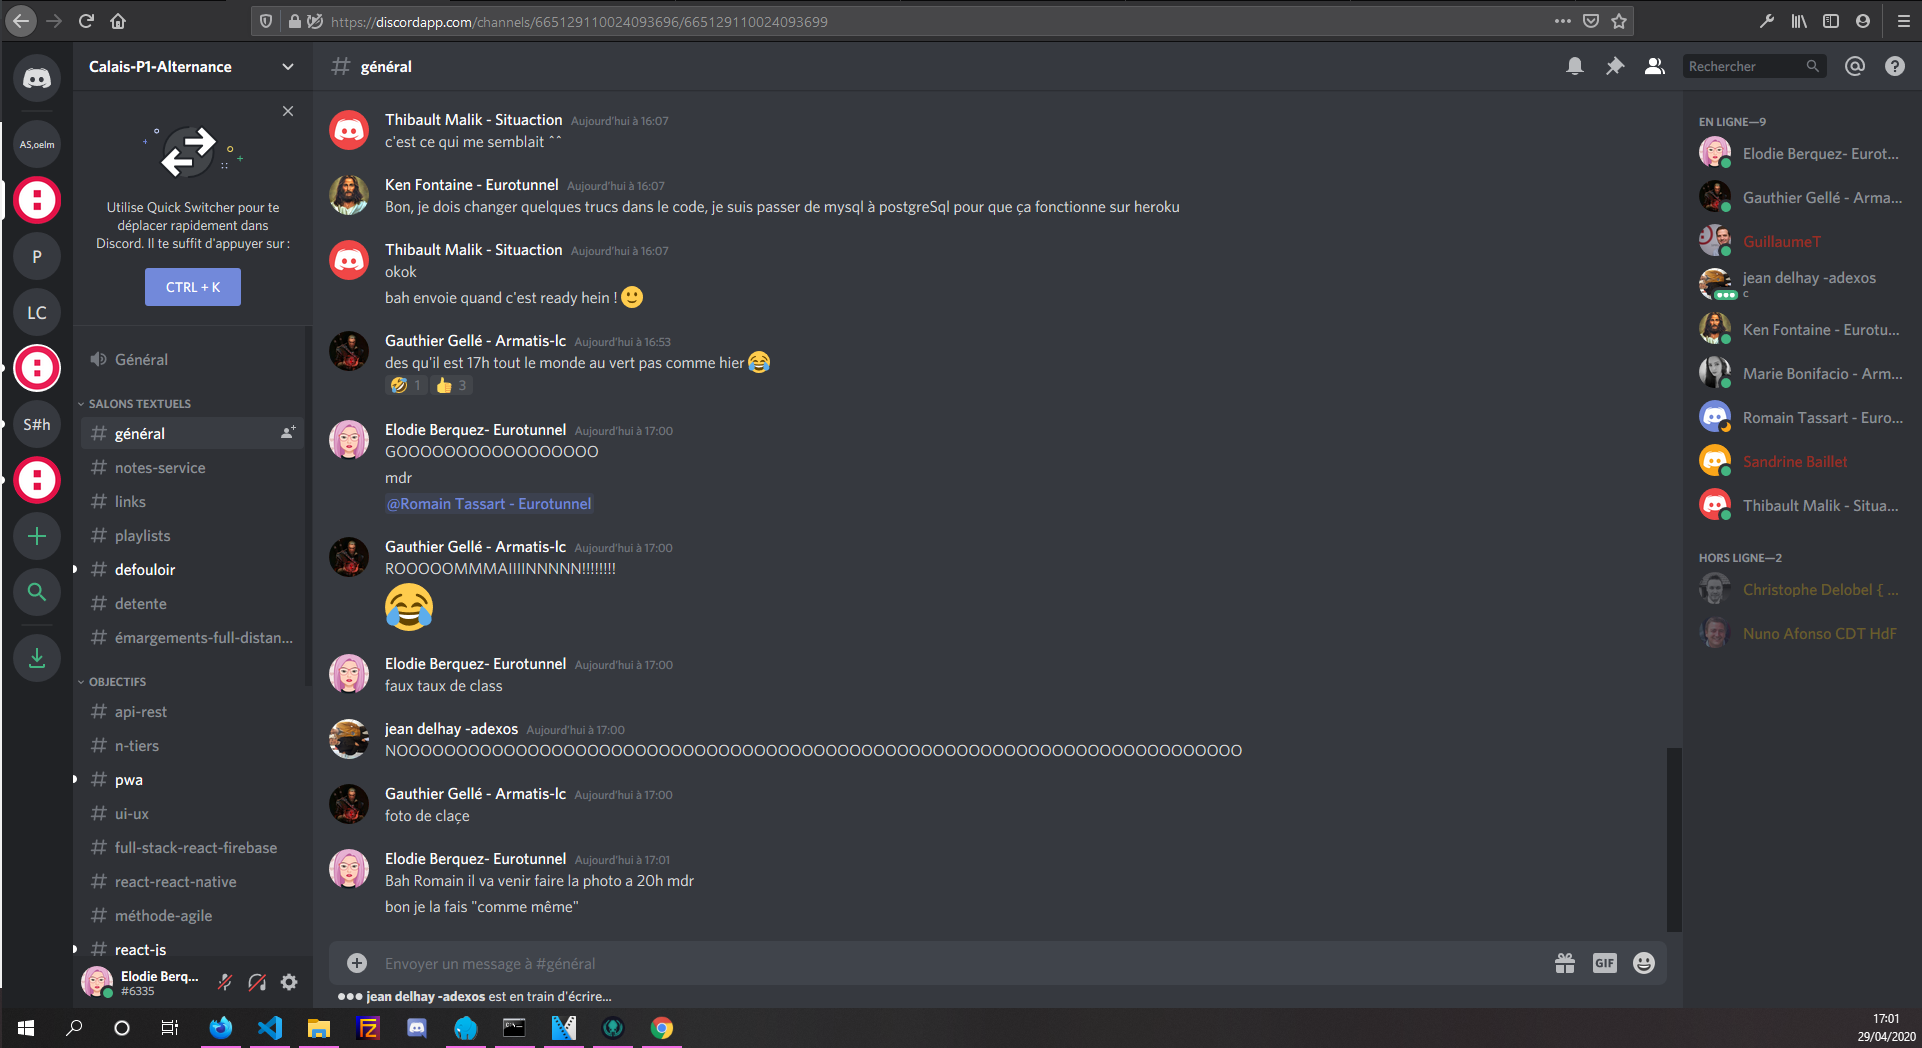 https://discordapp.com/channels/665129110024093696/665129110024093699
Calais-P1-Alternance
général
Rechercher
AS,oelm
P
LC
S#h
Utilise Quick Switcher pour te
déplacer rapidement dans
Discord. Il te suffit d'appuyer sur :
CTRL + K
Général
SALONS TEXTUELS
général
notes-service
links
playlists
defouloir
detente
émargements-full-distan...
OBJECTIFS
api-rest
n-tiers
pwa
ui-ux
full-stack-react-firebase
react-react-native
méthode-agile
react-js
Elodie Berq...
#6335
Thibault Malik - Situaction Aujourd'hui à 16:07
c'est ce qui me semblait ^^
Ken Fontaine - Eurotunnel Aujourd'hui à 16:07
Bon, je dois changer quelques trucs dans le code, je suis passer de mysql à postgreSql pour que ça fonctionne sur heroku
Thibault Malik - Situaction Aujourd'hui à 16:07
okok
bah envoie quand c'est ready hein ! 🙂
Gauthier Gellé - Armatis-lc Aujourd'hui à 16:53
des qu'il est 17h tout le monde au vert pas comme hier 😂
🤣 1 👍 3
Elodie Berquez- Eurotunnel Aujourd'hui à 17:00
GOOOOOOOOOOOOOOOOO
mdr
@Romain Tassart - Eurotunnel
Gauthier Gellé - Armatis-lc Aujourd'hui à 17:00
ROOOOOMMMAIIIINNNNN!!!!!!!!
😂
Elodie Berquez- Eurotunnel Aujourd'hui à 17:00
faux taux de class
jean delhay -adexos Aujourd'hui à 17:00
NOOOOOOOOOOOOOOOOOOOOOOOOOOOOOOOOOOOOOOOOOOOOOOOOOOOOOOOOOOOOOOOOOOOOOOO
Gauthier Gellé - Armatis-lc Aujourd'hui à 17:00
foto de claçe
Elodie Berquez- Eurotunnel Aujourd'hui à 17:01
Bah Romain il va venir faire la photo a 20h mdr
bon je la fais "comme même"
Envoyer un message à #général
GIF
jean delhay -adexos est en train d'écrire...
EN LIGNE—9
Elodie Berquez- Eurot...
Gauthier Gellé - Arma...
GuillaumeT
jean delhay -adexos
c
Ken Fontaine - Eurotu...
Marie Bonifacio - Arm...
Romain Tassart - Euro...
Sandrine Baillet
Thibault Malik - Situa...
HORS LIGNE—2
Christophe Delobel { ...
Nuno Afonso CDT HdF
17:01
29/04/2020